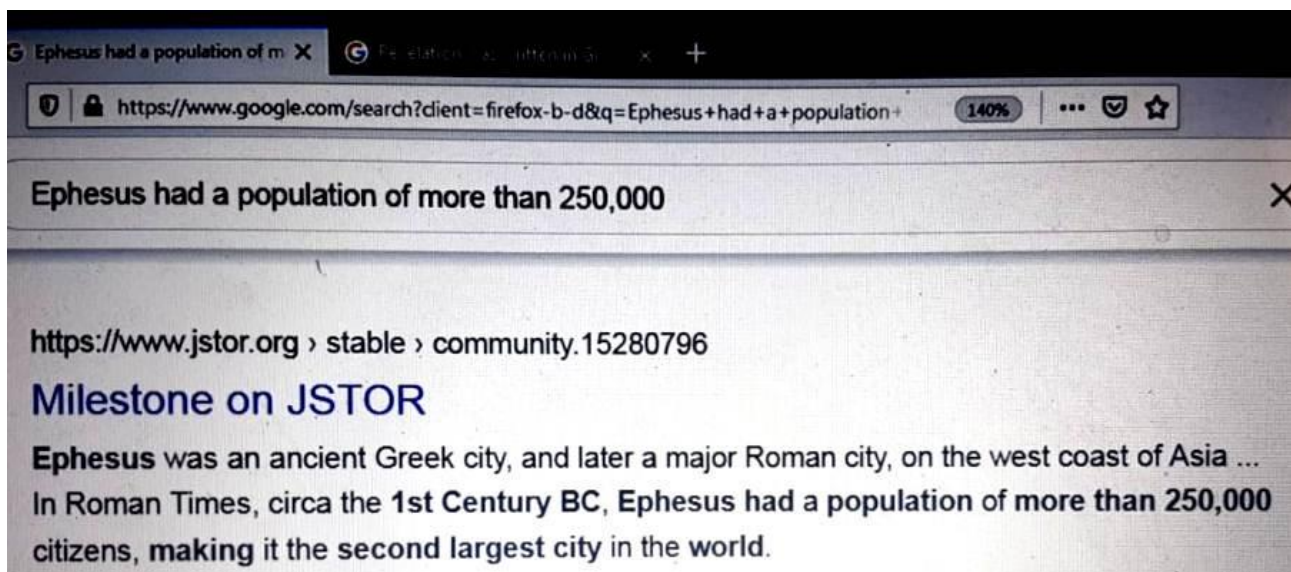 Ephesus had a population of m
https://www.google.com/search?client=firefox-b-d&q=Ephesus+had+a+population+ 140%
Ephesus had a population of more than 250,000
https://www.jstor.org › stable › community.15280796
Milestone on JSTOR
Ephesus was an ancient Greek city, and later a major Roman city, on the west coast of Asia ...
In Roman Times, circa the 1st Century BC, Ephesus had a population of more than 250,000
citizens, making it the second largest city in the world.